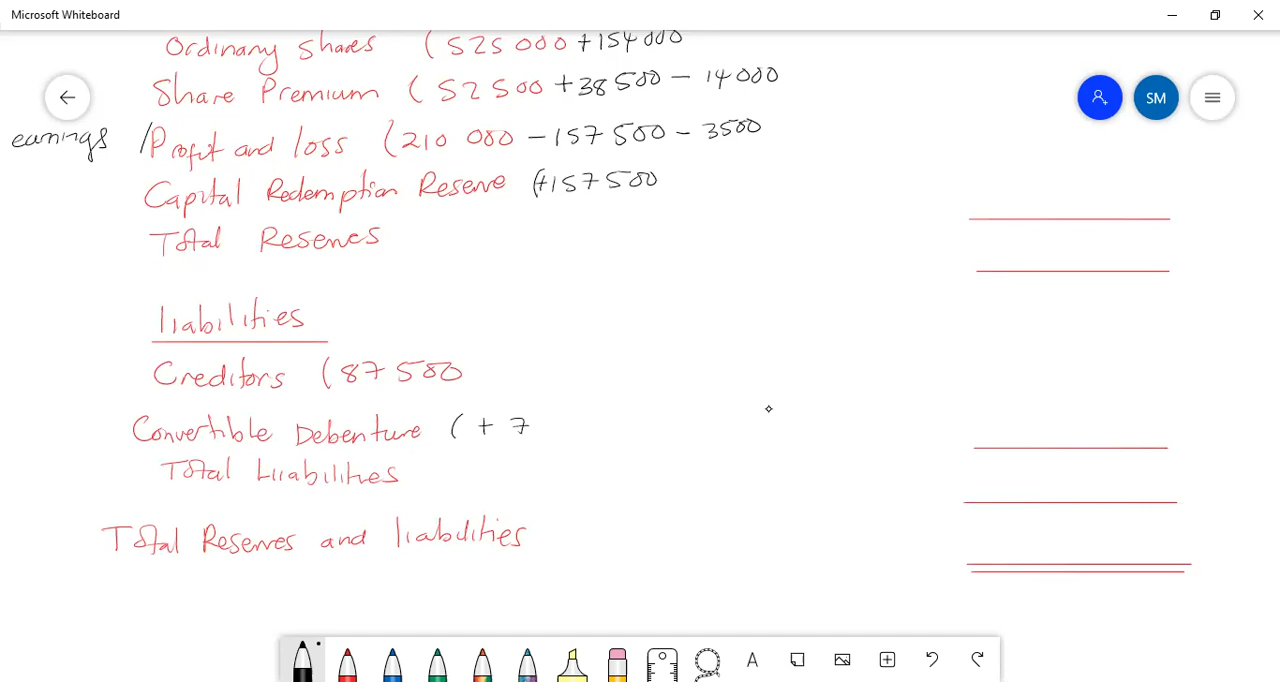 Microsoft Whiteboard
Ordinary Shares (525 000 +154 000
Share Premium (52 500 +38 500 - 14 000
SM
earnings /Profit and loss (210 000 - 157 500 - 3500
Capital Redemption Reserve (+157 500
Total Reserves
liabilities
Creditors (87 500
Convertible Debenture ( + 7
Total Liabilities
Total Reserves and liabilities
A